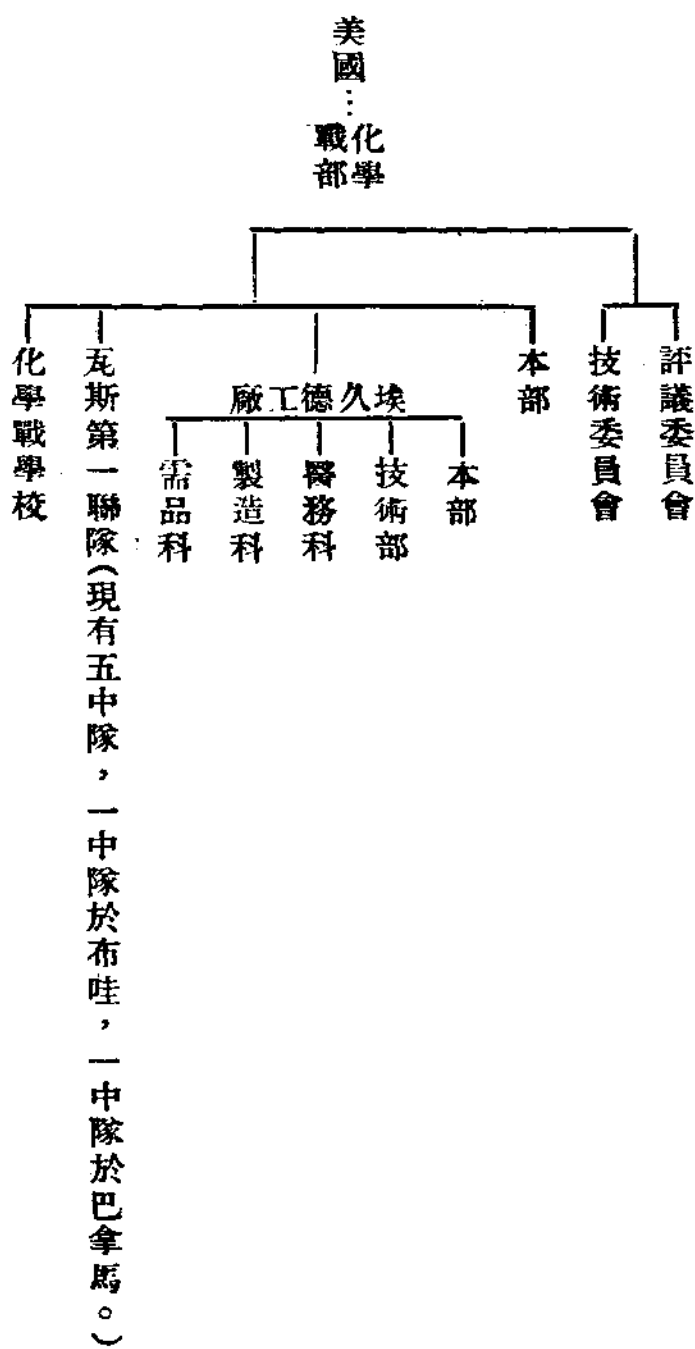 美國…化學戰部
評議委員會
技術委員會
本部
埃久德工廠
本部
技術部
醫務科
製造科
需品科
瓦斯第一聯隊(現有五中隊，一中隊於布哇，一中隊於巴拿馬。)
化學戰學校